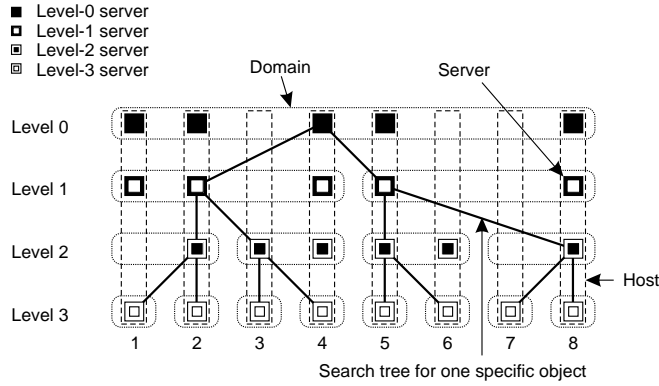 Level-0 server
Level-1 server
Level-2 server
Level-3 server
Domain
Server
Level 0
Level 1
Level 2
Host
Level 3
1 2 3 4 5 6 7 8
Search tree for one specific object